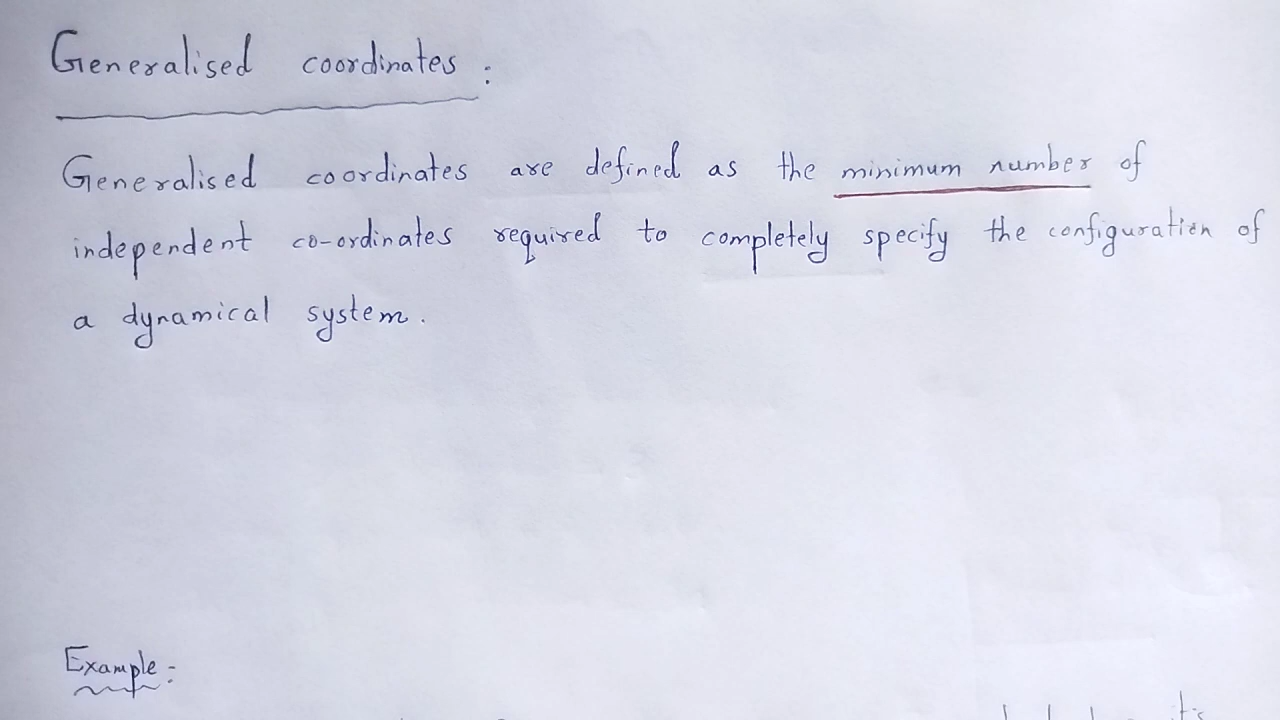 Generalised coordinates :
Generalised coordinates are defined as the minimum number of
independent co-ordinates required to completely specify the configuration of
a dynamical system.
Example: